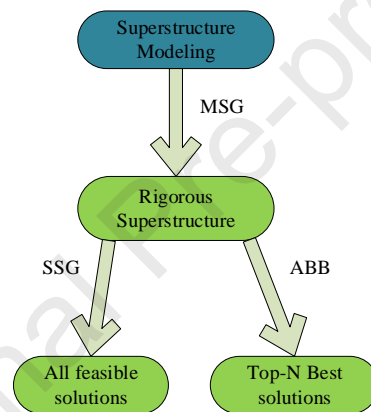 Superstructure
Modeling
MSG
Rigorous
Superstructure
SSG
ABB
All feasible
solutions
Top-N Best
solutions